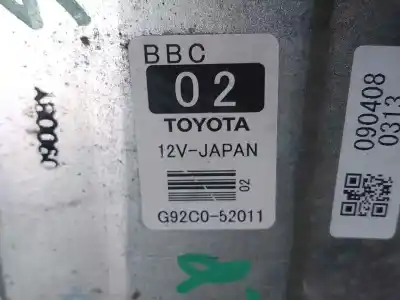 BBC
02
TOYOTA
12V-JAPAN
02
G92C0-52011
090408
0313